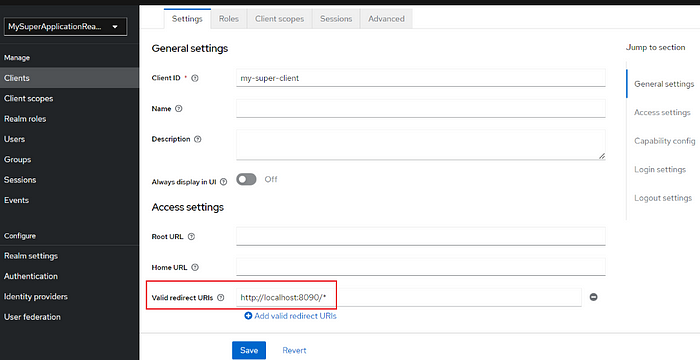 MySuperApplicationRea...
Manage
Clients
Client scopes
Realm roles
Users
Groups
Sessions
Events
Configure
Realm settings
Authentication
Identity providers
User federation
Settings Roles Client scopes Sessions Advanced
General settings
Client ID * my-super-client
Name
Description
Always display in UI Off
Access settings
Root URL
Home URL
Valid redirect URIs http://localhost:8090/*
Add valid redirect URIs
Save Revert
Jump to section
General settings
Access settings
Capability config
Login settings
Logout settings